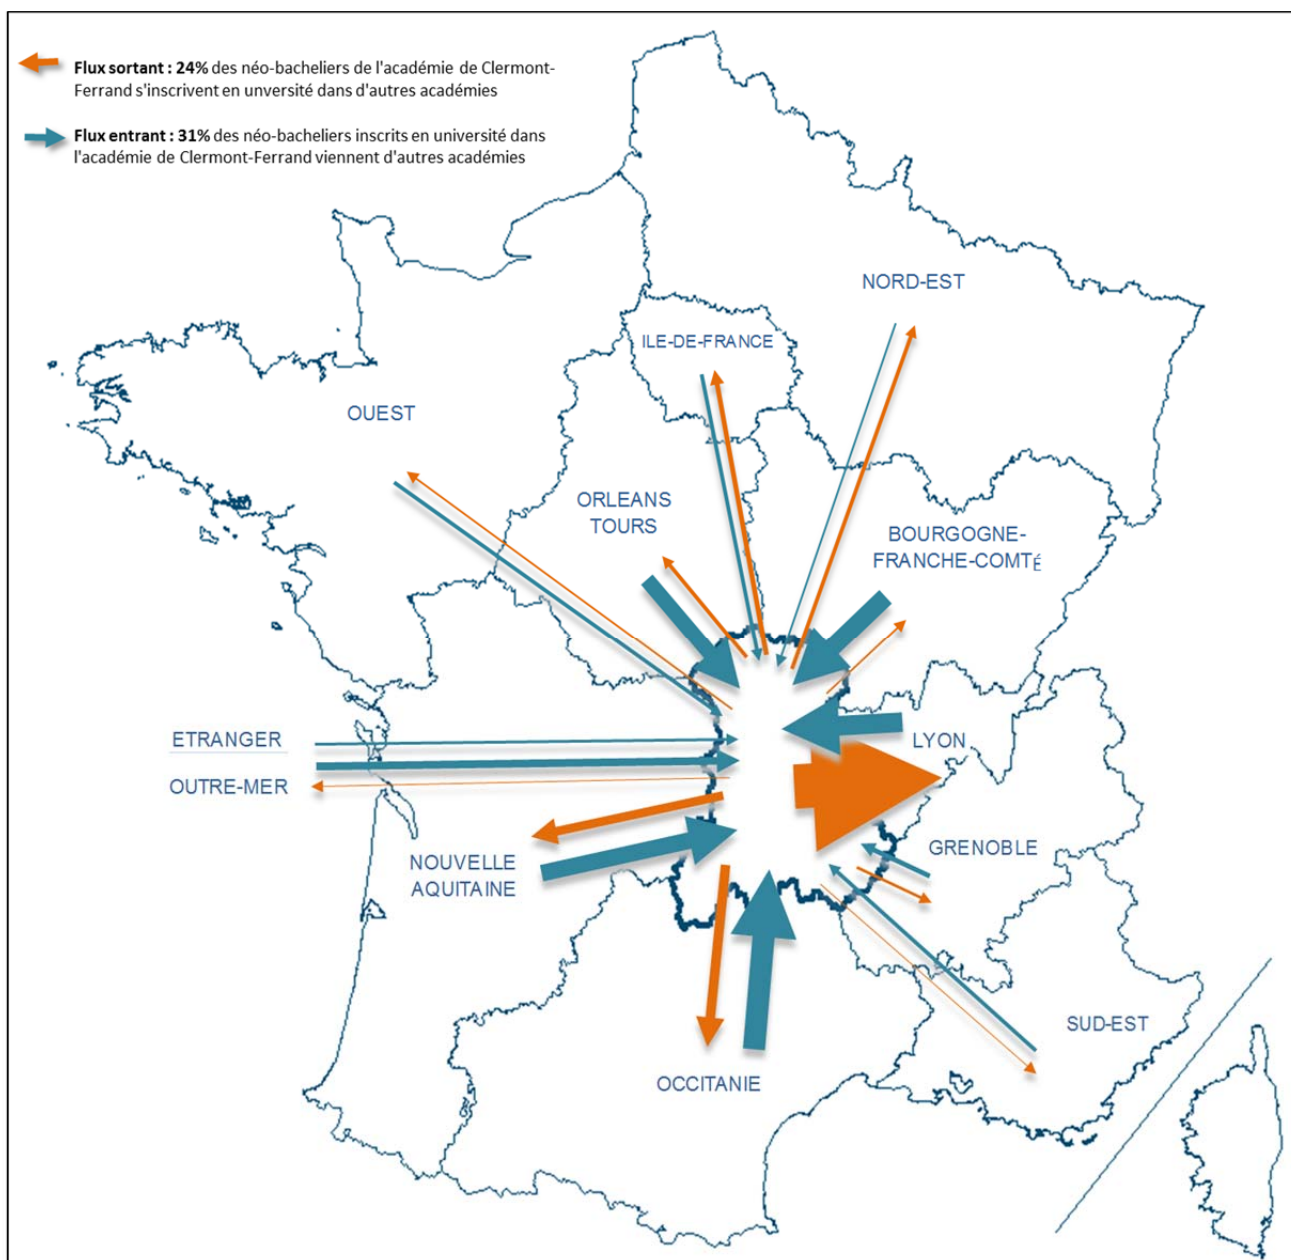 Flux sortant : 24% des néo-bacheliers de l'académie de Clermont-
Ferrand s'inscrivent en unversité dans d'autres académies
Flux entrant : 31% des néo-bacheliers inscrits en université dans
l'académie de Clermont-Ferrand viennent d'autres académies
NORD-EST
ILE-DE-FRANCE
OUEST
ORLEANS
TOURS
BOURGOGNE-
FRANCHE-COMTÉ
ETRANGER
LYON
OUTRE-MER
GRENOBLE
NOUVELLE
AQUITAINE
SUD-EST
OCCITANIE